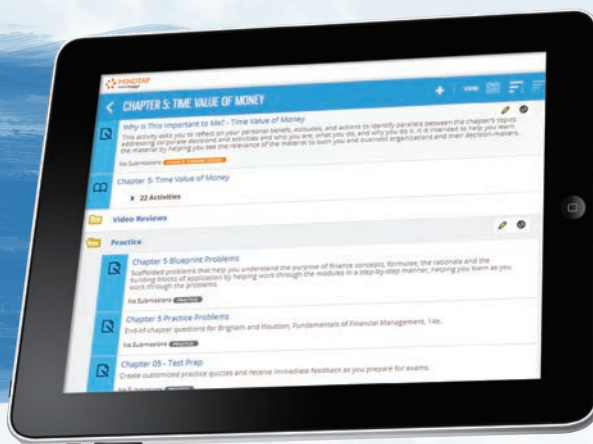 MINDTAP
CHAPTER 5: TIME VALUE OF MONEY
VIEW
Why Is This Important to Me? - Time Value of Money
This activity asks you to reflect on your personal beliefs, attitudes, and actions to identify parallels between the chapter's topics
addressing corporate decisions and activities and who you are, what you do, and why you do it. It is intended to help you learn
the material by helping you see the relevance of the material to both you and business organizations and their decision-makers.
No Submissions
Chapter 5: Time Value of Money
22 Activities
Video Reviews
Practice
Chapter 5 Blueprint Problems
Scaffolded problems that help you understand the purpose of finance concepts, formulas, the rationale and the
building blocks of application by helping work through the modules in a step-by-step manner, helping you learn as you
work through the problems.
No Submissions PRACTICE
Chapter 5 Practice Problems
End-of-chapter questions for Brigham and Houston, Fundamentals of Financial Management, 14e.
No Submissions PRACTICE
Chapter 05 - Test Prep
Create customized practice quizzes and receive immediate feedback as you prepare for exams.